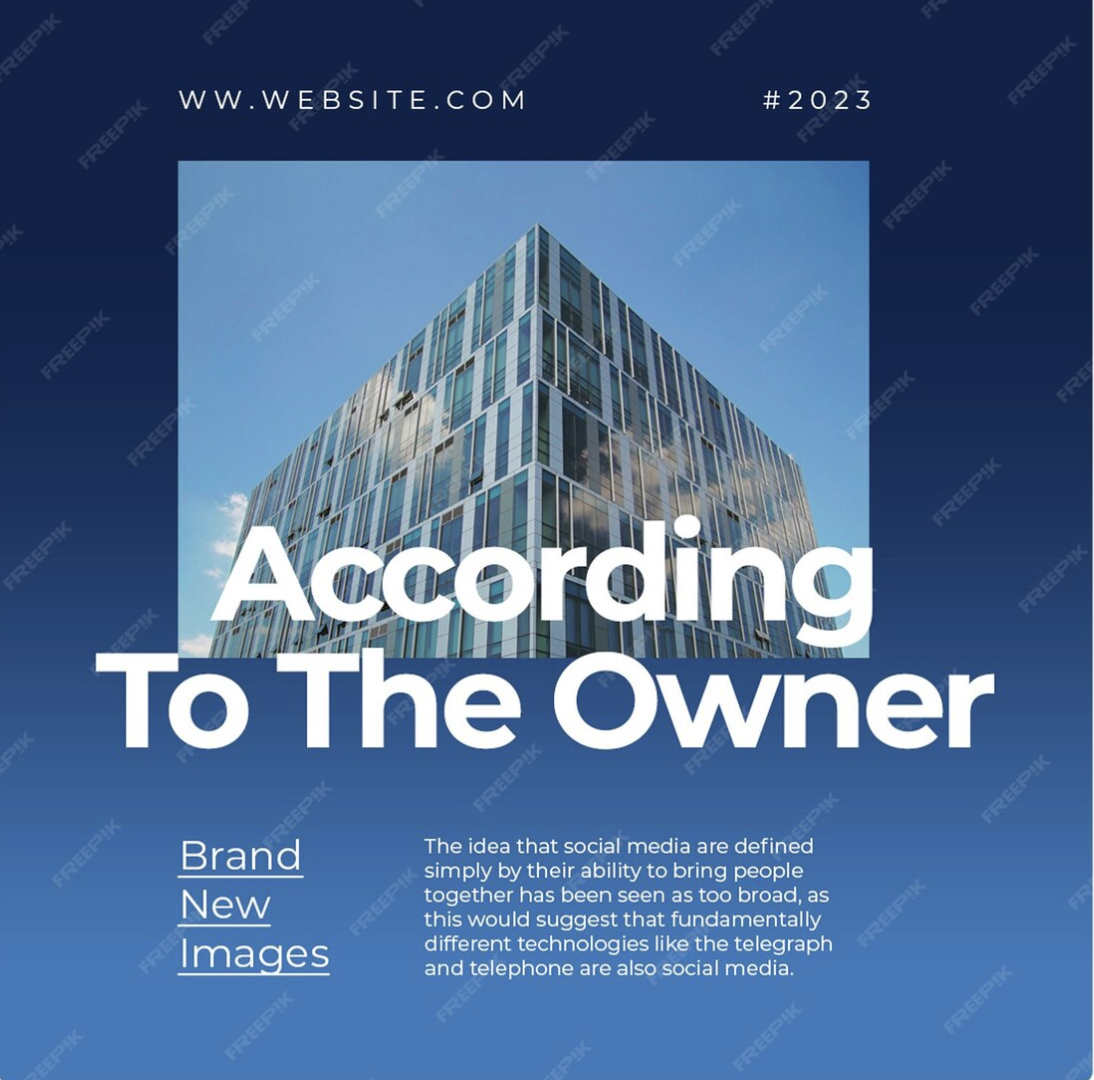 WW.WEBSITE.COM #2023
According
To The Owner
Brand
New
Images
The idea that social media are defined
simply by their ability to bring people
together has been seen as too broad, as
this would suggest that fundamentally
different technologies like the telegraph
and telephone are also social media.
FREEPIK